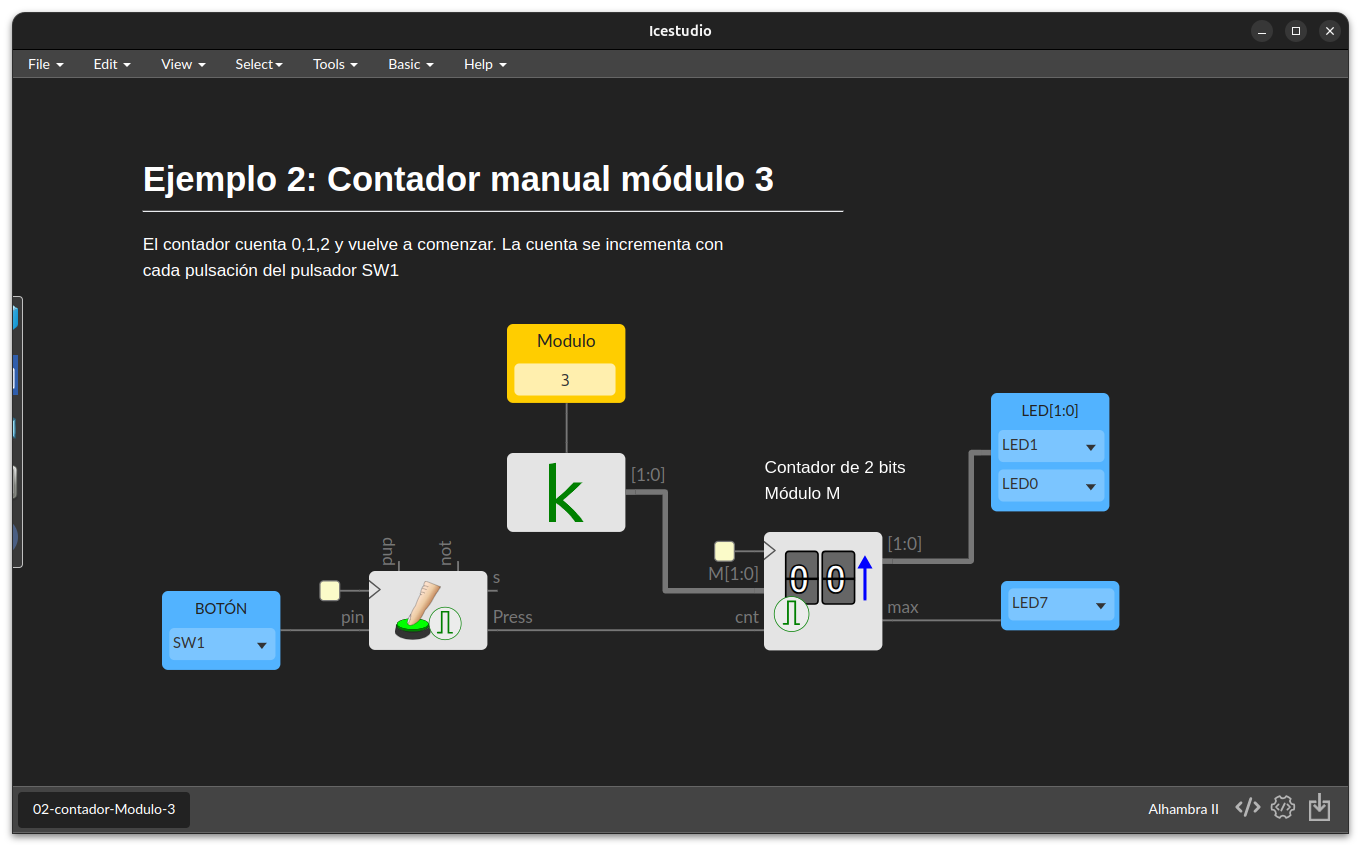 Icestudio
File Edit View Select Tools Basic Help
Ejemplo 2: Contador manual módulo 3
El contador cuenta 0,1,2 y vuelve a comenzar. La cuenta se incrementa con
cada pulsación del pulsador SW1
Modulo
3
k
[1:0]
BOTÓN
SW1
pup
not
pin
s
Press
Contador de 2 bits
Módulo M
M[1:0]
cnt
0 0
[1:0]
max
LED[1:0]
LED1
LED0
LED7
02-contador-Modulo-3
Alhambra II